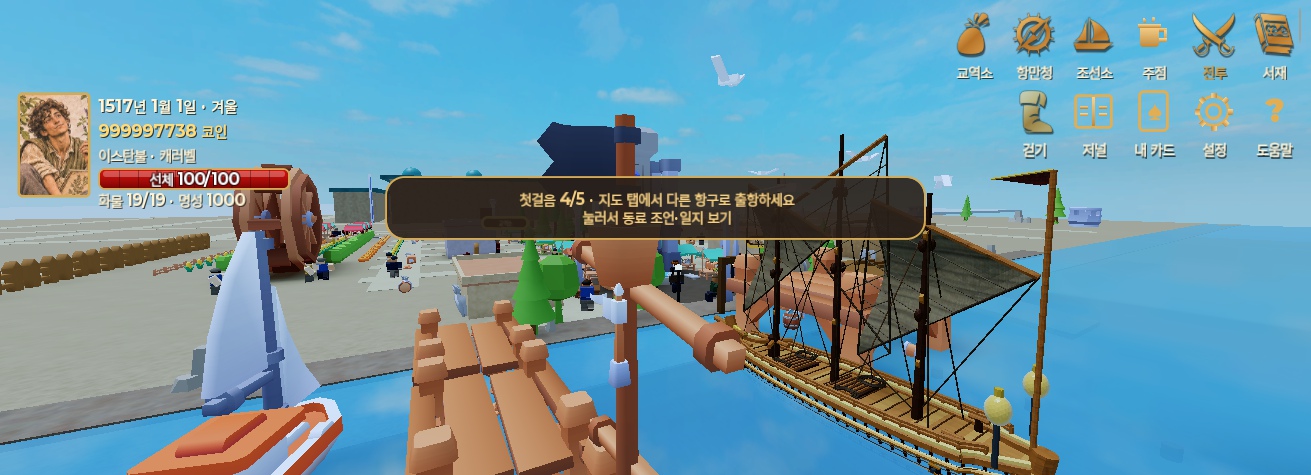 교역소 항만청 조선소 주점 전투 서재
걷기 저널 내 카드 설정 도움말
1517년 1월 1일 · 겨울
999997738 코인
이스탄불 · 캐러벨
선체 100/100
화물 19/19 · 명성 1000
첫걸음 4/5 · 지도 탭에서 다른 항구로 출항하세요
눌러서 동료 조언·일지 보기